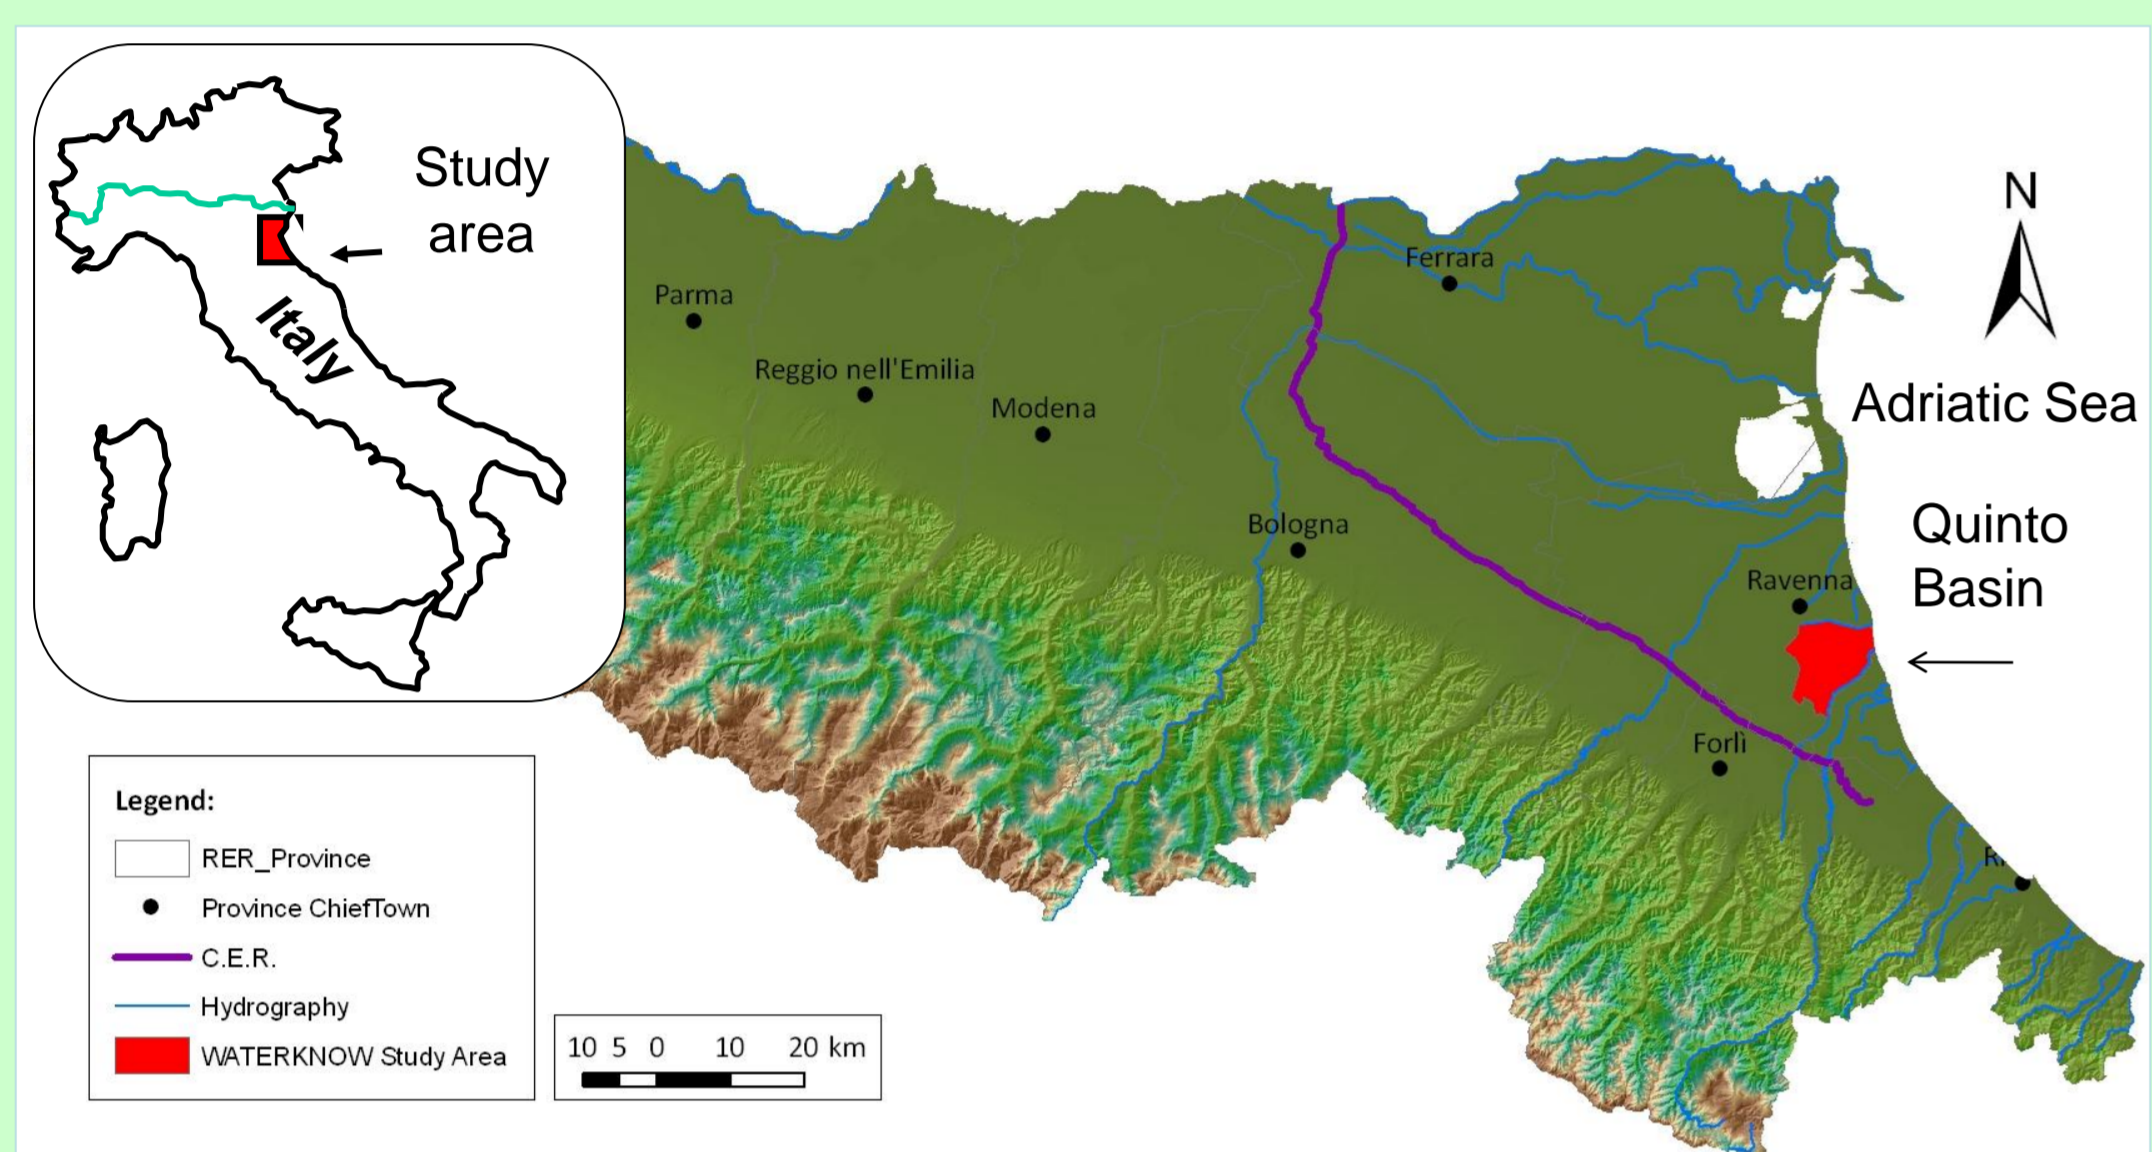 Study
area
Italy
N
Ferrara
Parma
Reggio nell'Emilia
Modena
Adriatic Sea
Bologna
Quinto
Basin
Ravenna
Forlì
Legend:
RER_Province
Province ChiefTown
C.E.R.
Hydrography
WATERKNOW Study Area
10 5 0 10 20 km